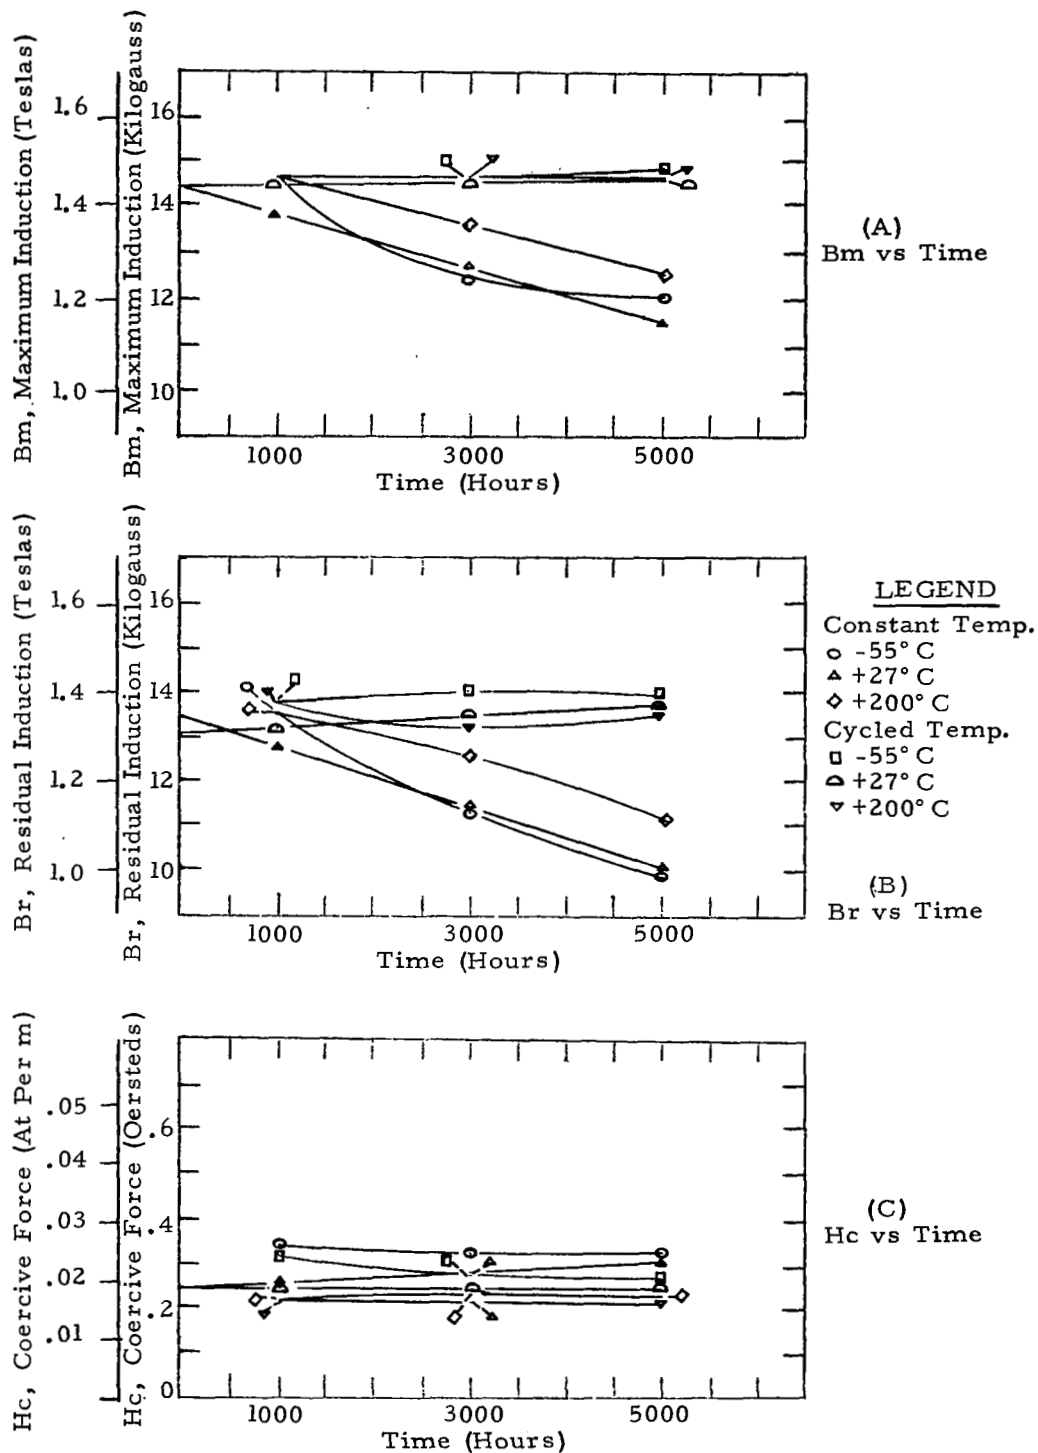 Bm, Maximum Induction (Teslas)
1.6
1.4
1.2
1.0
Bm, Maximum Induction (Kilogauss)
16
14
12
10
1000 3000 5000
Time (Hours)
(A)
Bm vs Time
Br, Residual Induction (Teslas)
1.6
1.4
1.2
1.0
Br, Residual Induction (Kilogauss)
16
14
12
10
1000 3000 5000
Time (Hours)
LEGEND
Constant Temp.
-55°C
+27°C
+200°C
Cycled Temp.
-55°C
+27°C
+200°C
(B)
Br vs Time
Hc, Coercive Force (At Per m)
.05
.04
.03
.02
.01
Hc, Coercive Force (Oersteds)
.6
.4
.2
0
1000 3000 5000
Time (Hours)
(C)
Hc vs Time